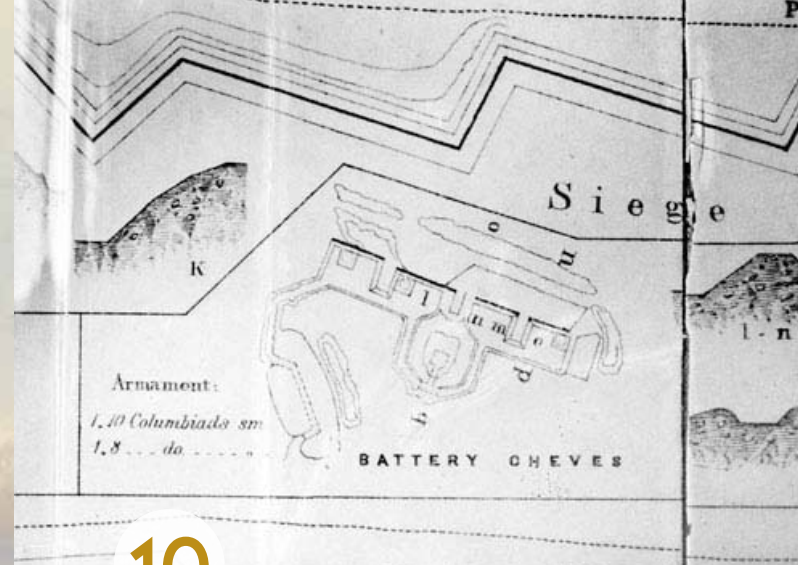 P
Siege
K
o
n
l
n m
o
p
l-n
Armament:
1. 10 Columbiads sm
1. 8 ... do ...... "
BATTERY CHEVES
10